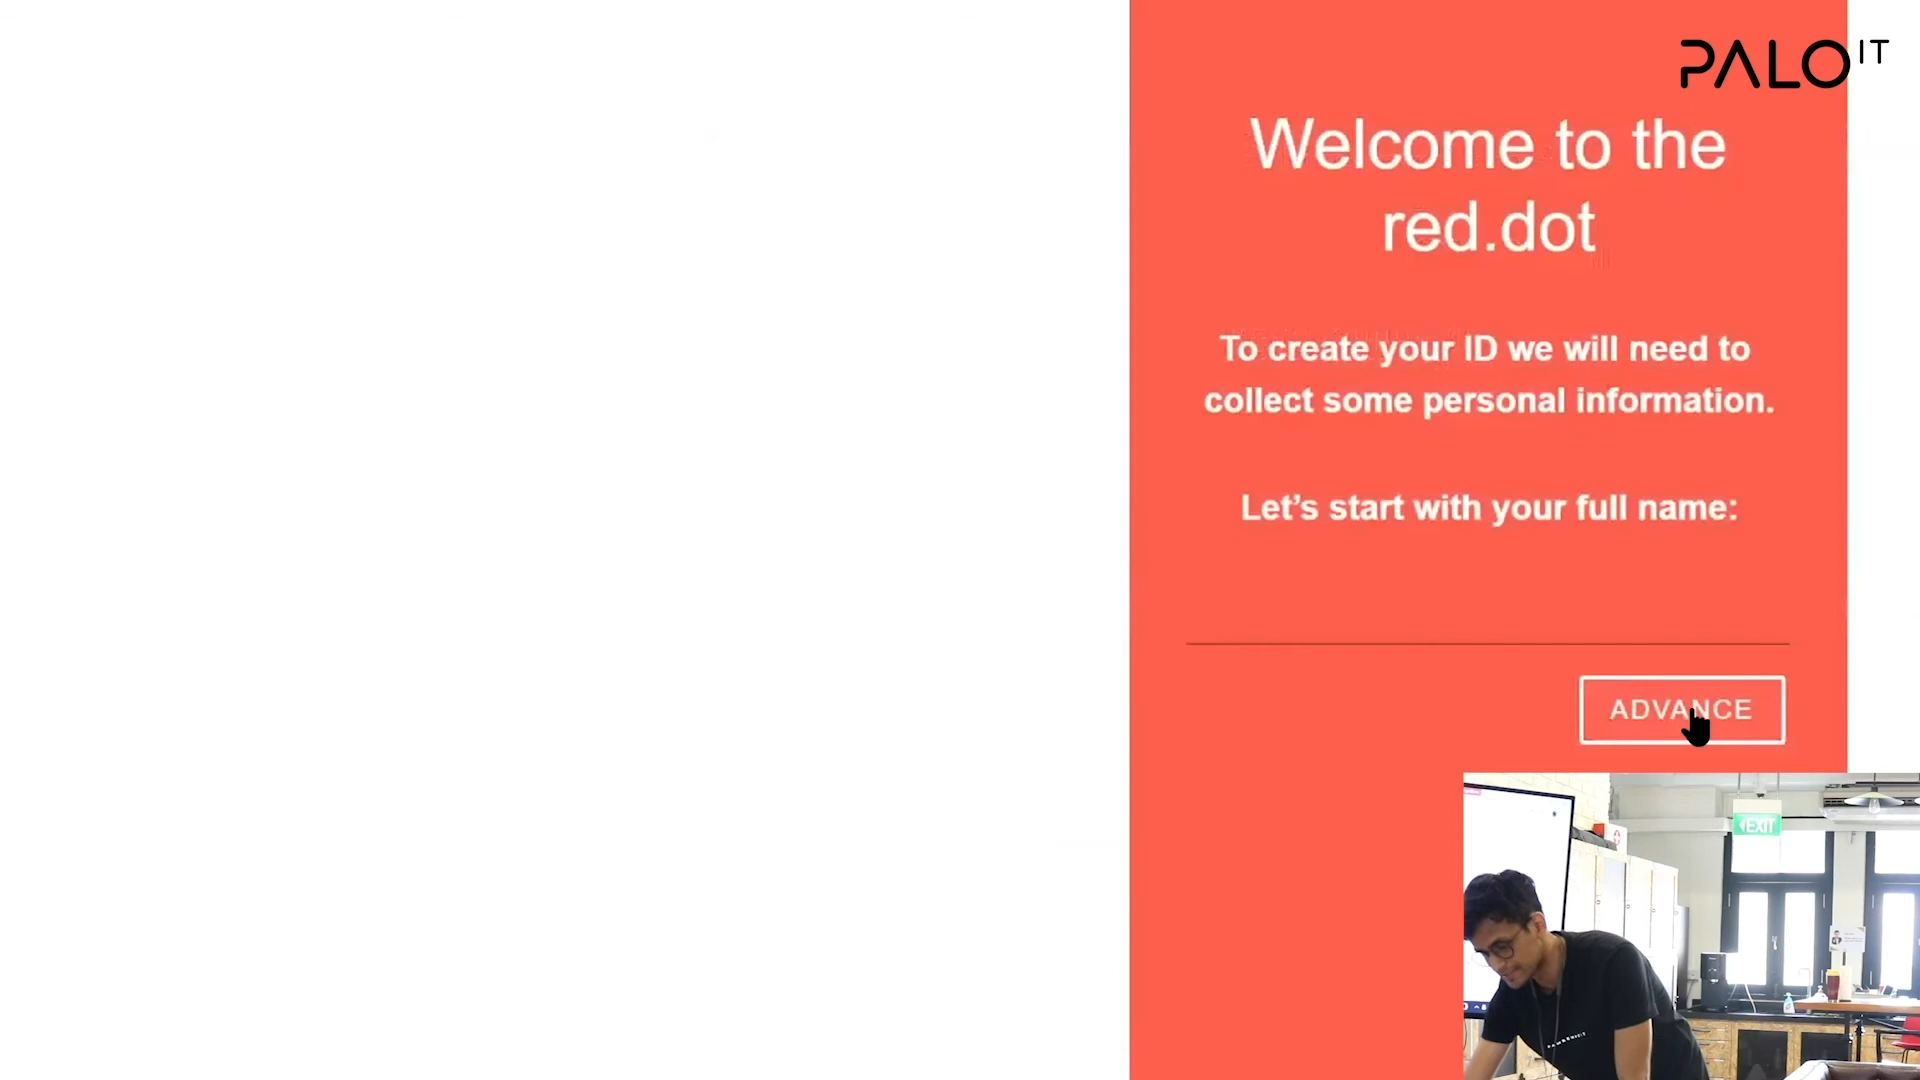 PALO IT
Welcome to the
red.dot
To create your ID we will need to
collect some personal information.
Let’s start with your full name:
ADVANCE
EXIT